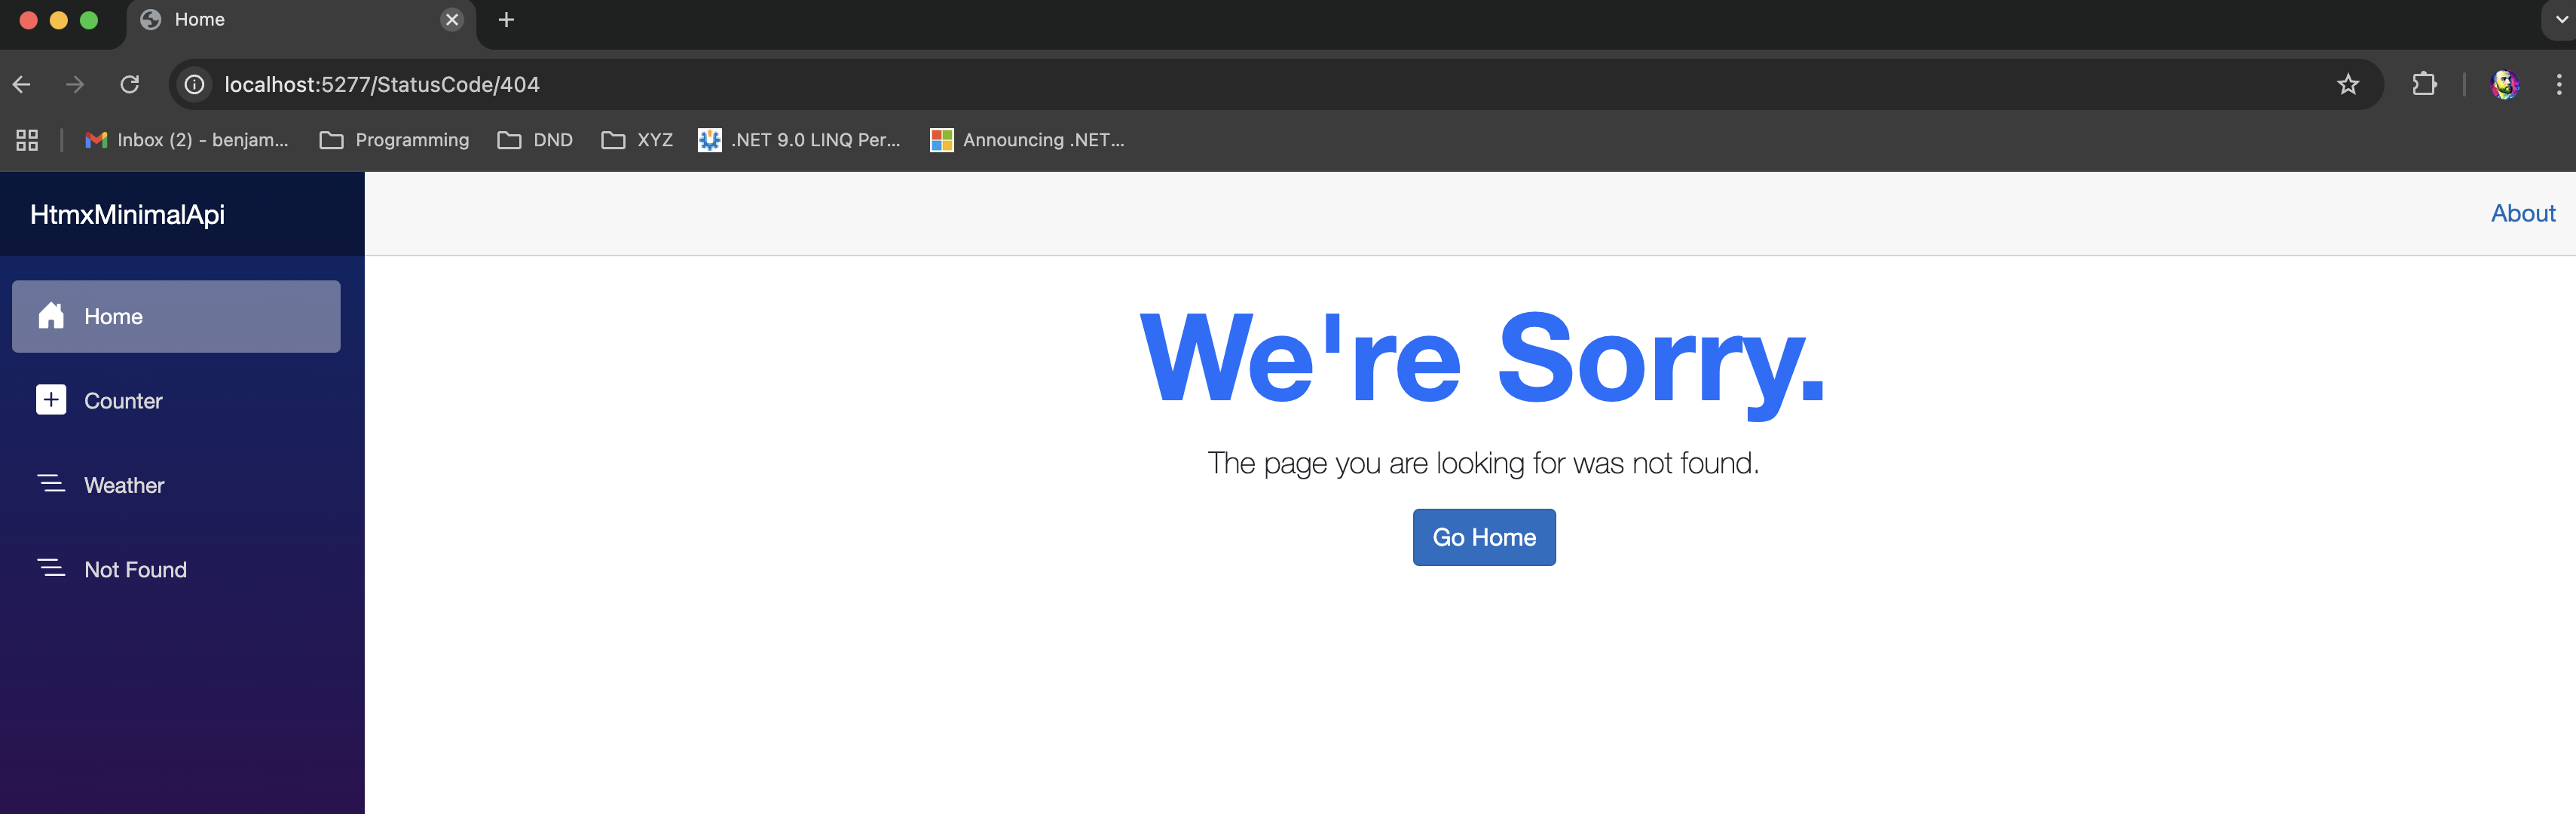 Home
localhost:5277/StatusCode/404
Inbox (2) - benjam... Programming DND XYZ .NET 9.0 LINQ Per... Announcing .NET...
HtmxMinimalApi
About
Home
Counter
Weather
Not Found
We're Sorry.
The page you are looking for was not found.
Go Home